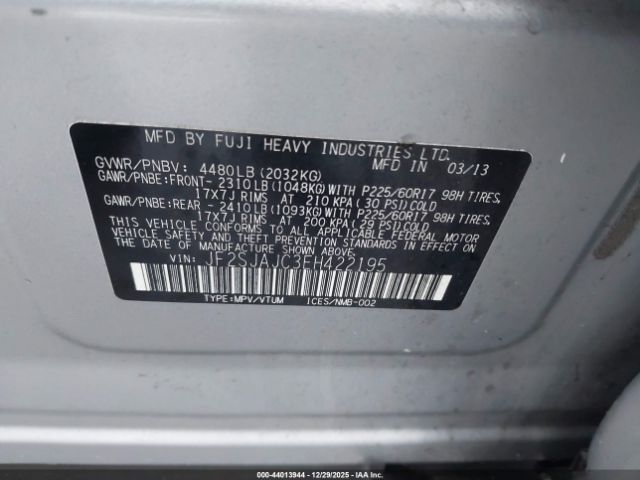 MFD BY FUJI HEAVY INDUSTRIES LTD.
GVWR/PNBV: 4480LB (2032KG) MFD IN 03/13
GAWR/PNBE:FRONT-2310LB(1048KG)WITH P225/60R17 98H TIRES,
17X7J RIMS AT 210 KPA(30 PSI)COLD
GAWR/PNBE:REAR -2410LB(1093KG)WITH P225/60R17 98H TIRES,
17X7J RIMS AT 200 KPA(29 PSI)COLD
THIS VEHICLE CONFORMS TO ALL APPLICABLE FEDERAL MOTOR
VEHICLE SAFETY AND THEFT PREVENTION STANDARDS IN EFFECT
ON THE DATE OF MANUFACTURE SHOWN ABOVE.
VIN: JF2SJAJC3EH422195
TYPE:MPV/VTUM ICES/NMB-002
000-44013944 | 12/29/2025 - IAA Inc.